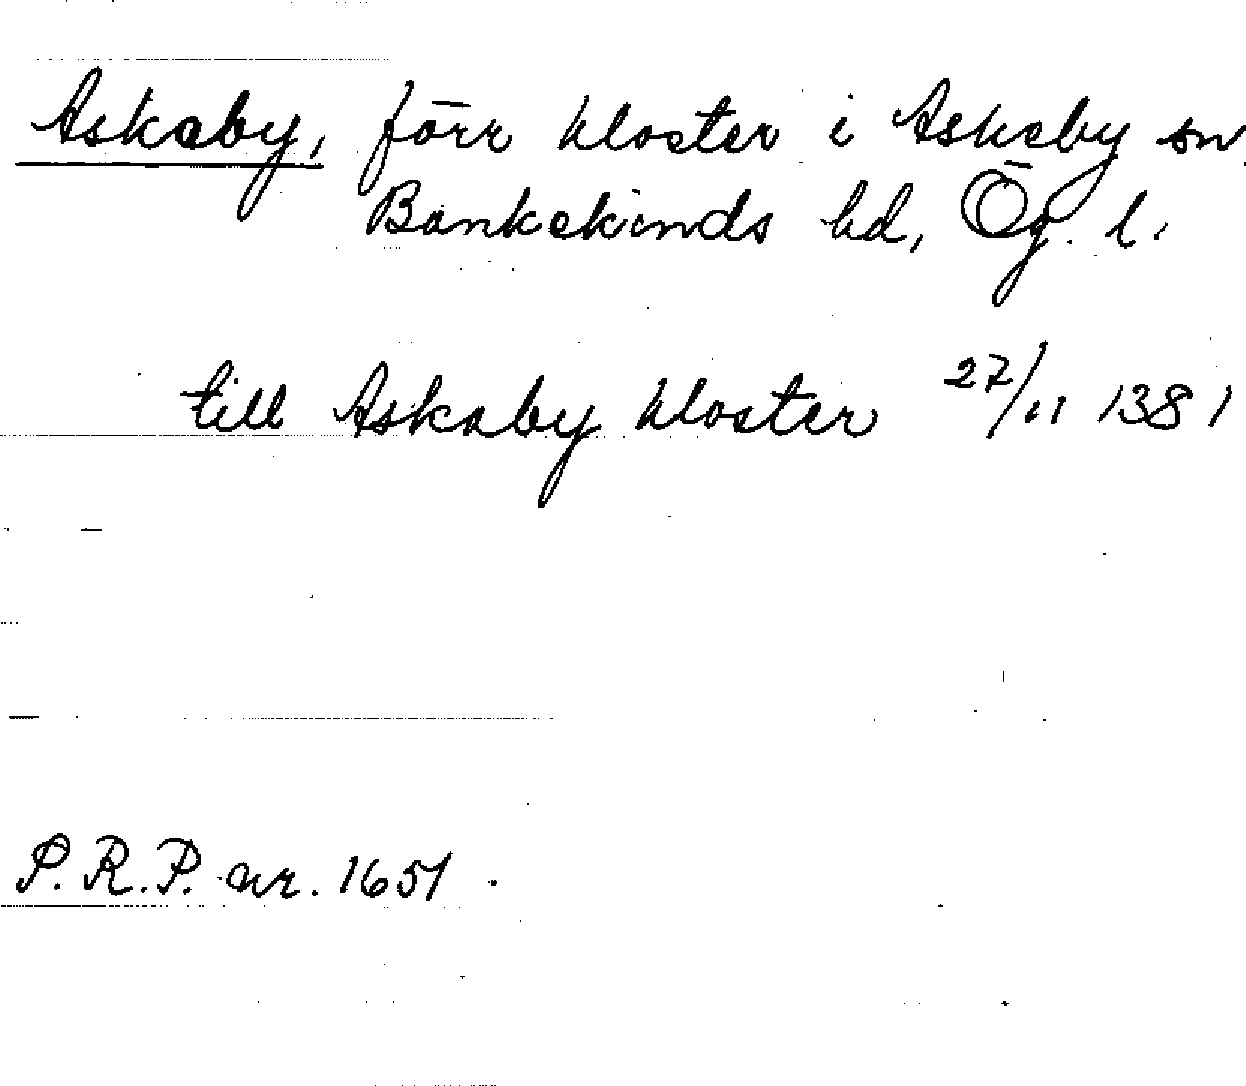 Askaby, förr kloster i Askeby sn
Bankekinds hd, Ög. l.
till Askaby kloster 27/11 1381
S.R.P. nr. 1651.